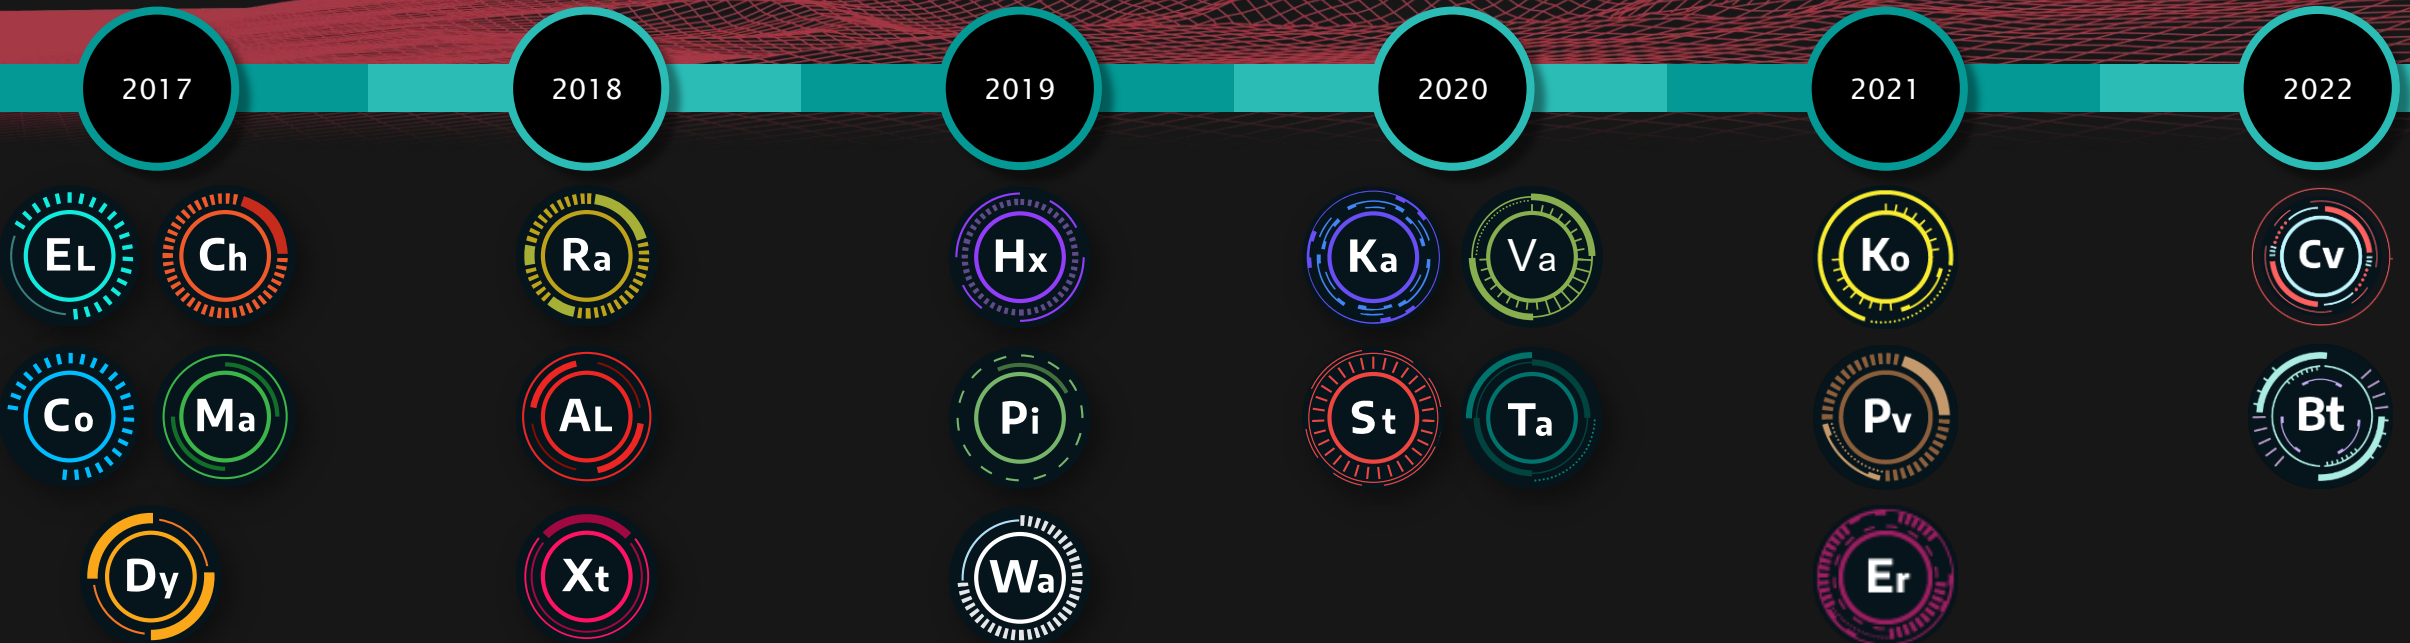 2017 2018 2019 2020 2021 2022
EL Ch Ra Hx Ka Va Ko Cv
Co Ma AL Pi St Ta Pv Bt
Dy Xt Wa Er